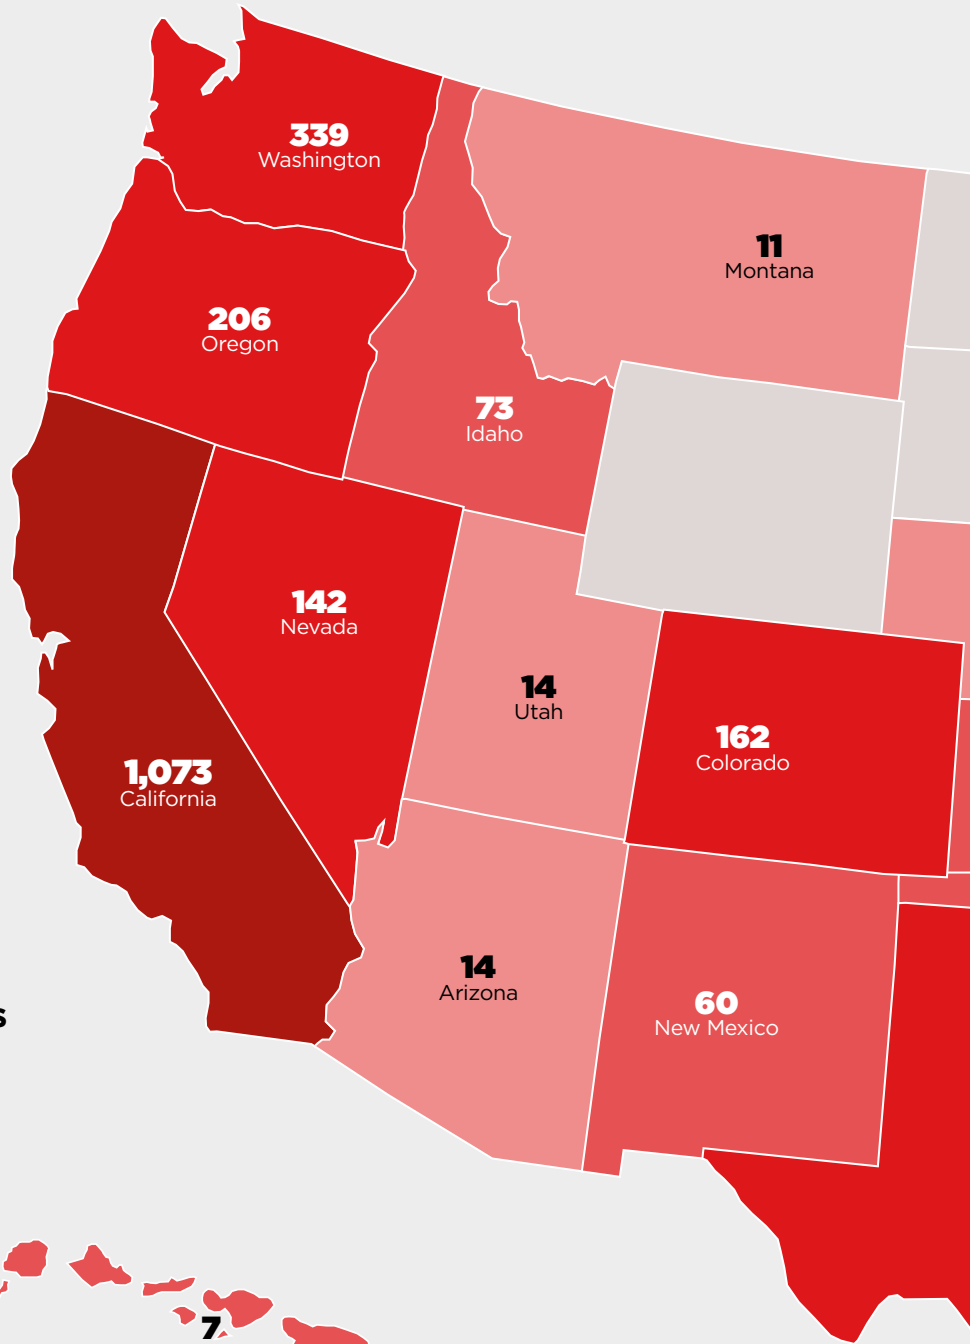 339
Washington
11
Montana
206
Oregon
73
Idaho
142
Nevada
14
Utah
162
Colorado
1,073
California
14
Arizona
60
New Mexico
s
7